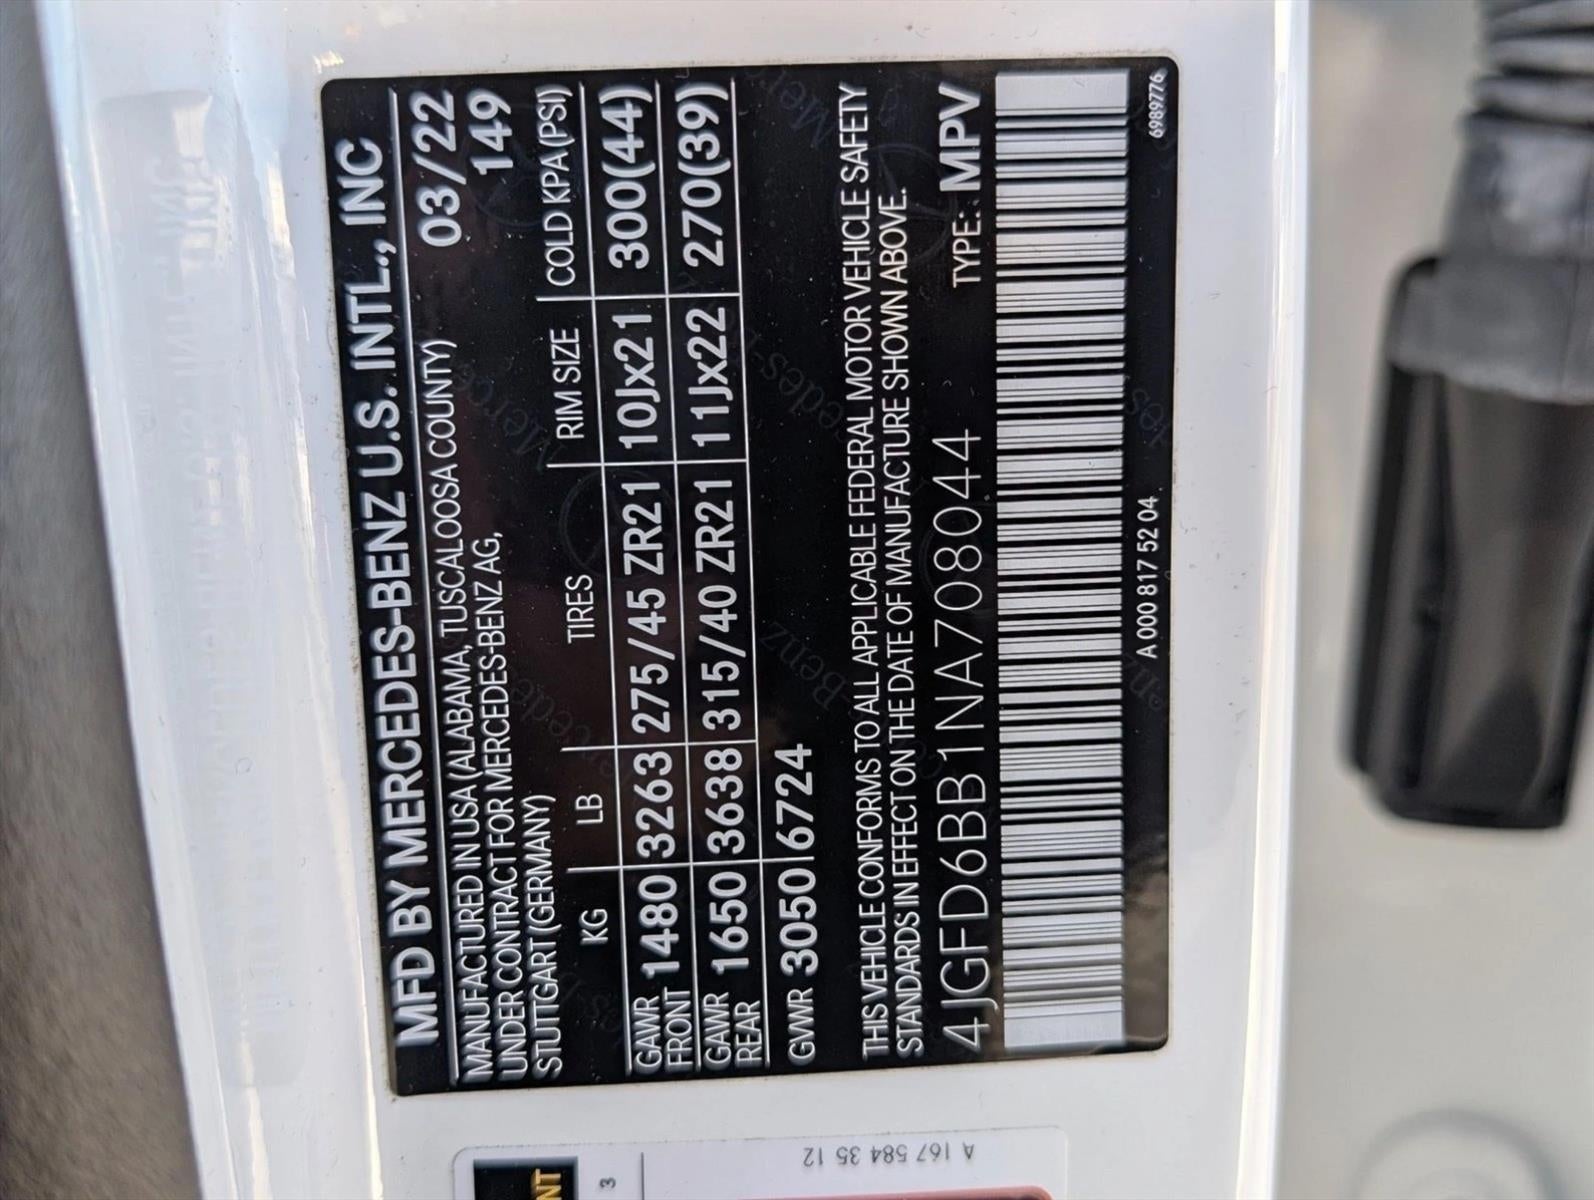 MFD BY MERCEDES-BENZ U.S. INTL., INC
MANUFACTURED IN USA (ALABAMA, TUSCALOOSA COUNTY) 03/22
UNDER CONTRACT FOR MERCEDES-BENZ AG, 149
STUTTGART (GERMANY)
KG LB TIRES RIM SIZE COLD KPA (PSI)
GAWR FRONT 1480 3263 275/45 ZR21 10Jx21 300(44)
GAWR REAR 1650 3638 315/40 ZR21 11Jx22 270(39)
GVWR 3050 6724
THIS VEHICLE CONFORMS TO ALL APPLICABLE FEDERAL MOTOR VEHICLE SAFETY
STANDARDS IN EFFECT ON THE DATE OF MANUFACTURE SHOWN ABOVE.
4JGFD6BB1NA708044 TYPE: MPV
A 000 817 52 04
6989776
A 167 584 35 12
3
NT